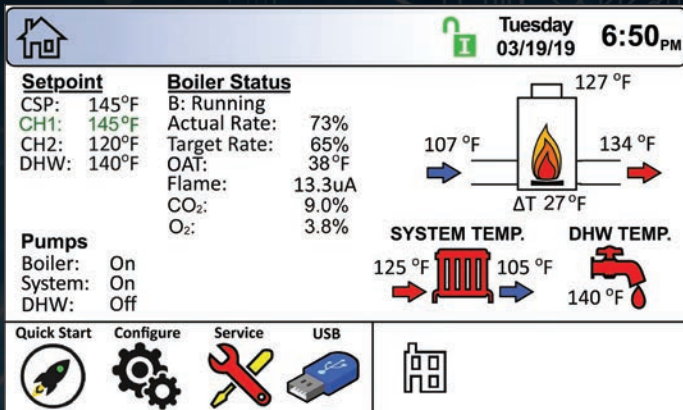 Tuesday
03/19/19
6:50 PM
I
Setpoint
CSP: 145°F
CH1: 145°F
CH2: 120°F
DHW: 140°F
Boiler Status
B: Running
Actual Rate: 73%
Target Rate: 65%
OAT: 38°F
Flame: 13.3uA
CO₂: 9.0%
O₂: 3.8%
127 °F
107 °F
134 °F
ΔT 27 °F
Pumps
Boiler: On
System: On
DHW: Off
SYSTEM TEMP.
125 °F
105 °F
DHW TEMP.
140 °F
Quick Start
Configure
Service
USB